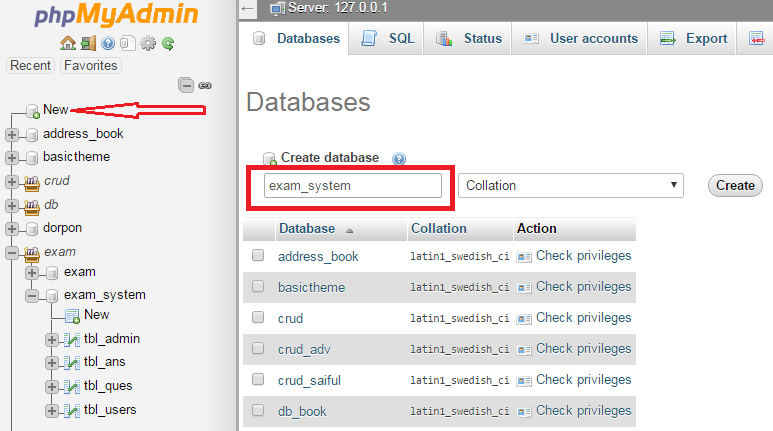 phpMyAdmin
Recent Favorites
New
address_book
basictheme
crud
db
dorpon
exam
exam
exam_system
New
tbl_admin
tbl_ans
tbl_ques
tbl_users
Server: 127.0.0.1
Databases SQL Status User accounts Export
Databases
Create database
exam_system Collation Create
Database Collation Action
address_book latin1_swedish_ci Check privileges
basictheme latin1_swedish_ci Check privileges
crud latin1_swedish_ci Check privileges
crud_adv latin1_swedish_ci Check privileges
crud_saiful latin1_swedish_ci Check privileges
db_book latin1_swedish_ci Check privileges